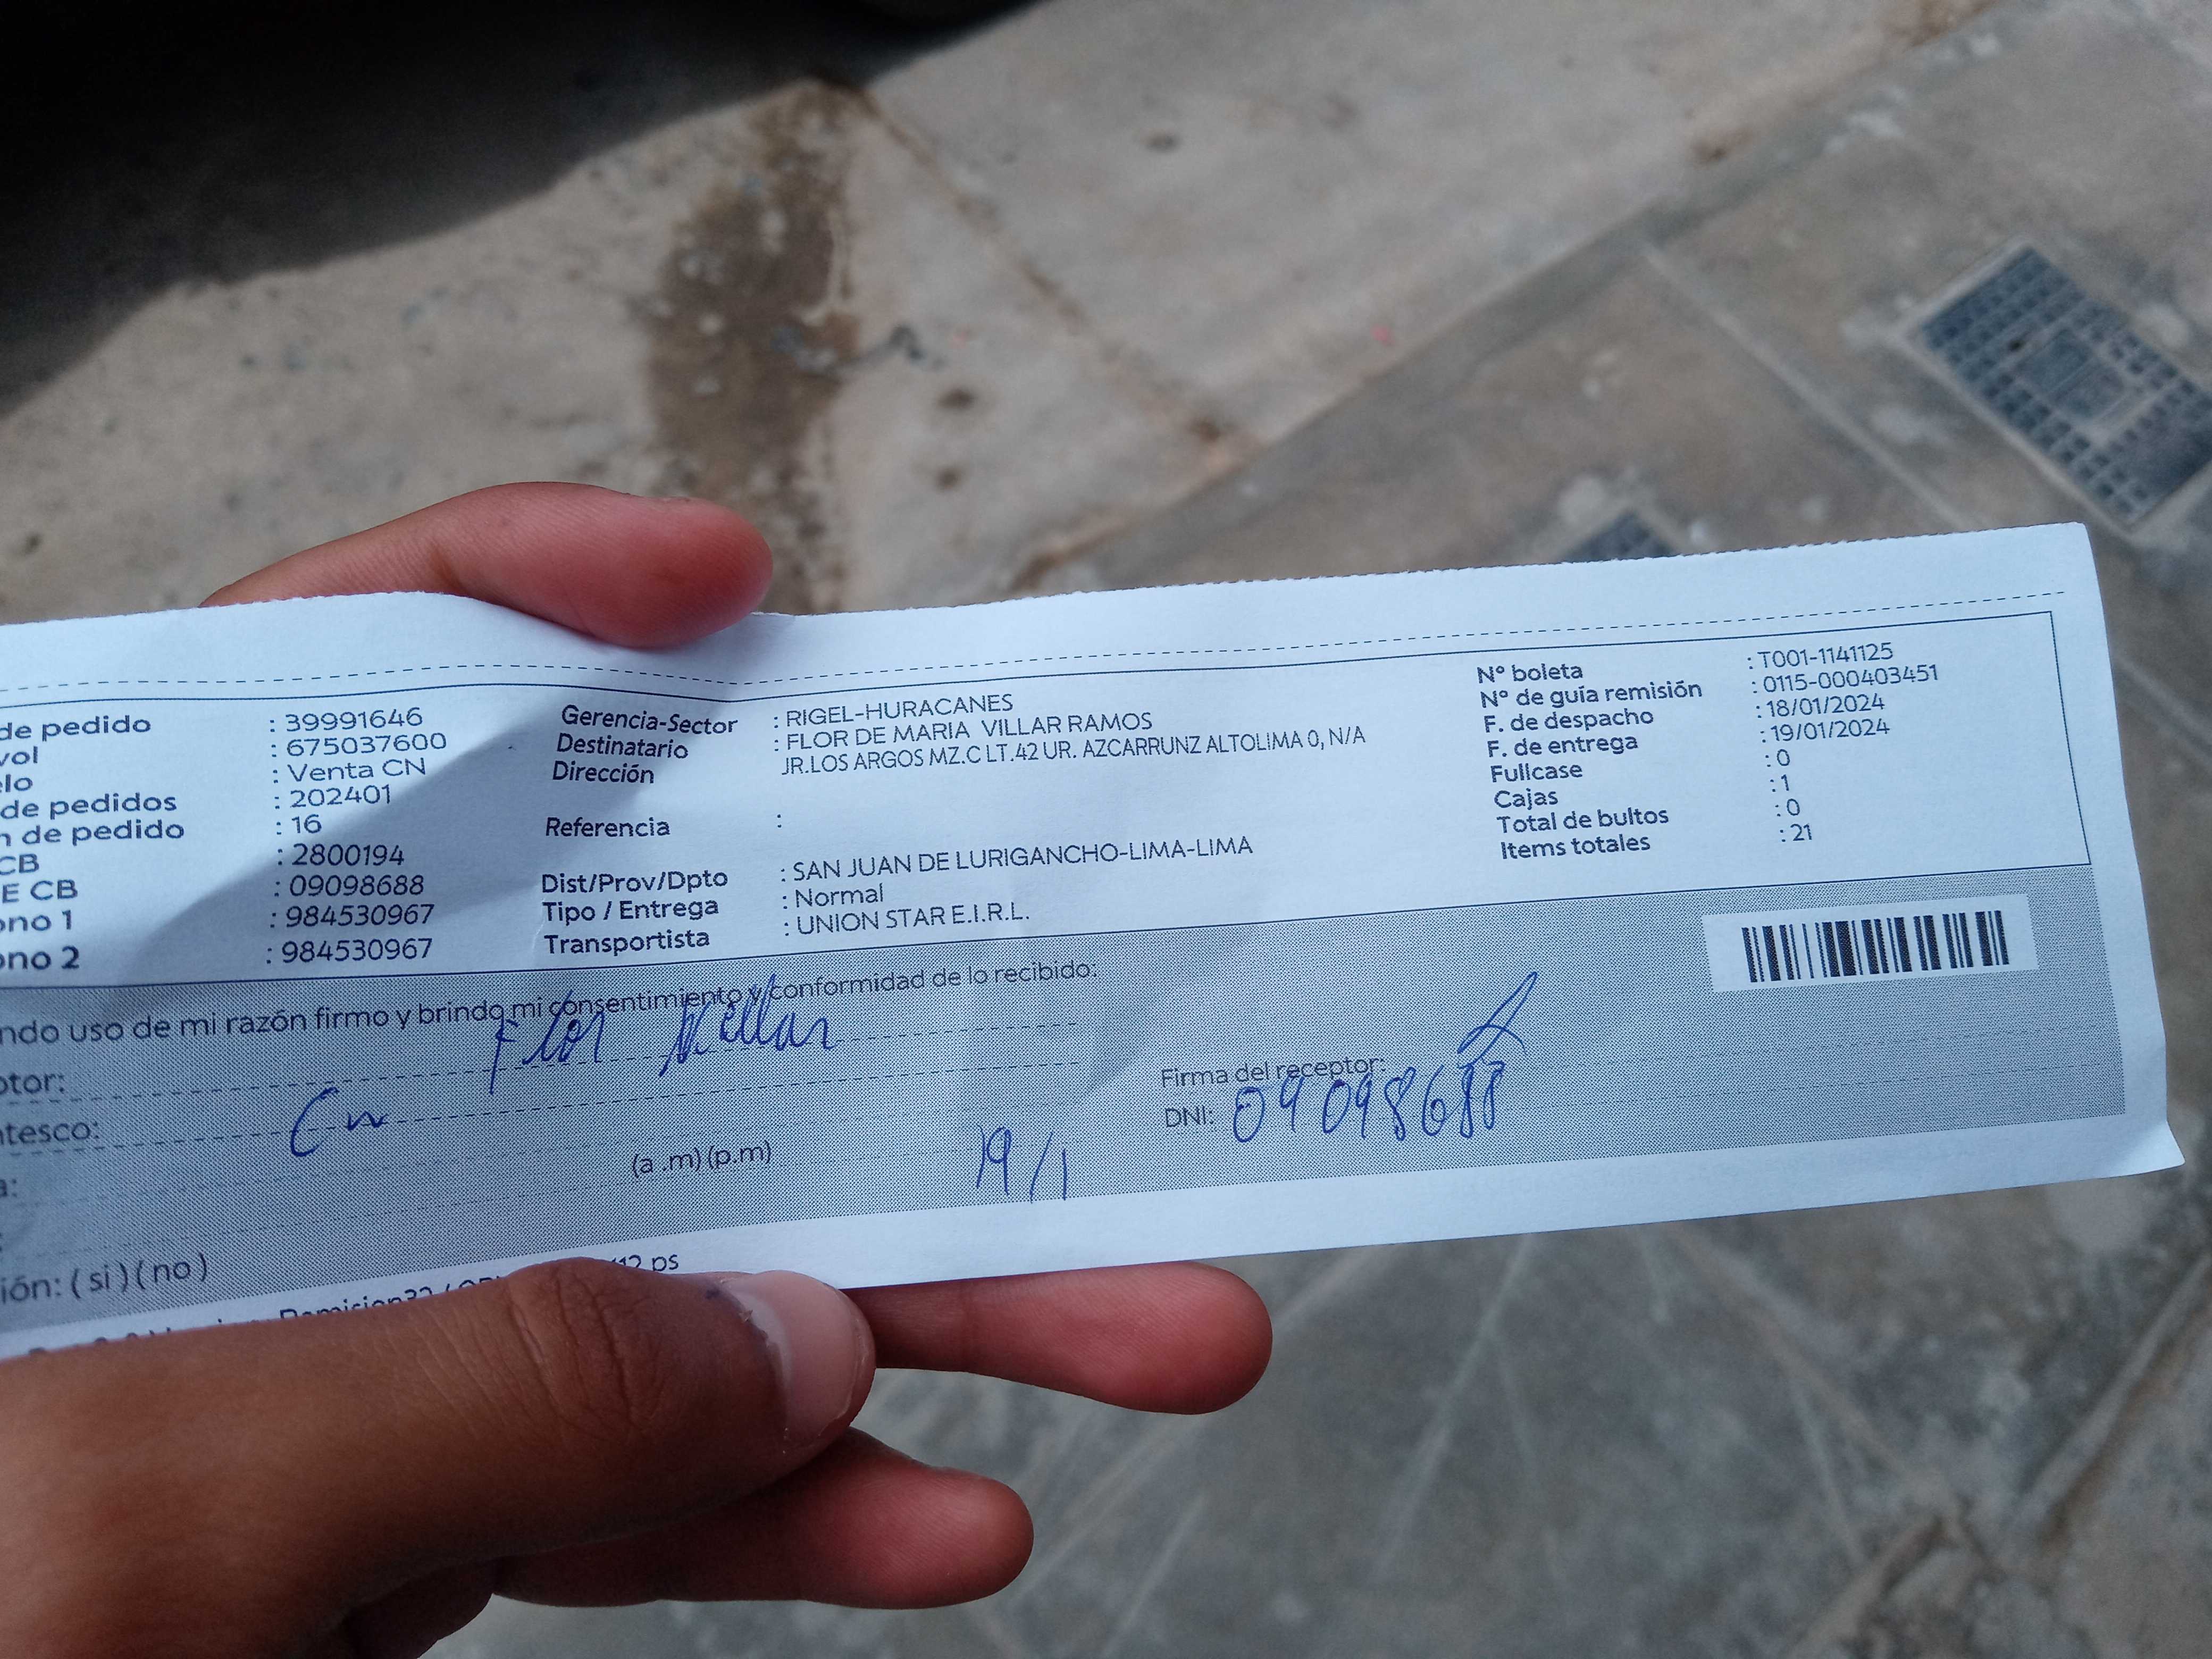 de pedido : 39991646
vol : 675037600
elo : Venta CN
de pedidos : 202401
n de pedido : 16
CB : 2800194
E CB : 09098688
ono 1 : 984530967
ono 2 : 984530967
Gerencia-Sector : RIGEL-HURACANES
Destinatario : FLOR DE MARIA VILLAR RAMOS
Dirección JR.LOS ARGOS MZ.C LT.42 UR. AZCARRUNZ ALTOLIMA 0, N/A
Referencia :
Dist/Prov/Dpto : SAN JUAN DE LURIGANCHO-LIMA-LIMA
Tipo / Entrega : Normal
Transportista : UNION STAR E.I.R.L.
Nº boleta : T001-1141125
Nº de guía remisión : 0115-000403451
F. de despacho : 18/01/2024
F. de entrega : 19/01/2024
Fullcase : 0
Cajas : 1
Total de bultos : 0
Items totales : 21
ndo uso de mi razón firmo y brindo mi consentimiento y conformidad de lo recibido:
ptor: Flor Villar
ntesco: Cn
Firma del receptor:
DNI: 09098688
a: (a .m) (p.m) 19/1
ión: ( si ) ( no )
12 ps